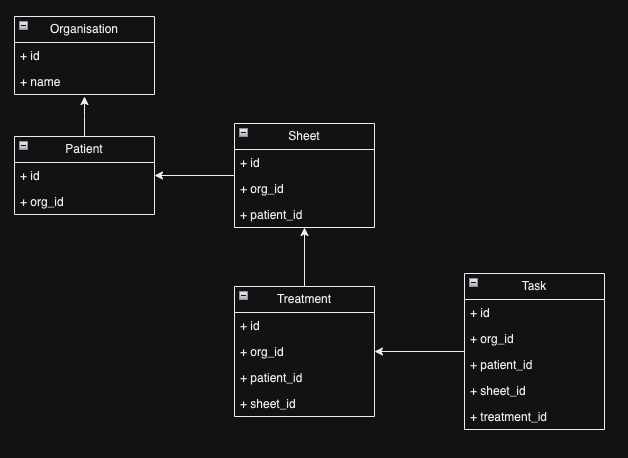 Organisation
+ id
+ name
Patient
+ id
+ org_id
Sheet
+ id
+ org_id
+ patient_id
Treatment
+ id
+ org_id
+ patient_id
+ sheet_id
Task
+ id
+ org_id
+ patient_id
+ sheet_id
+ treatment_id